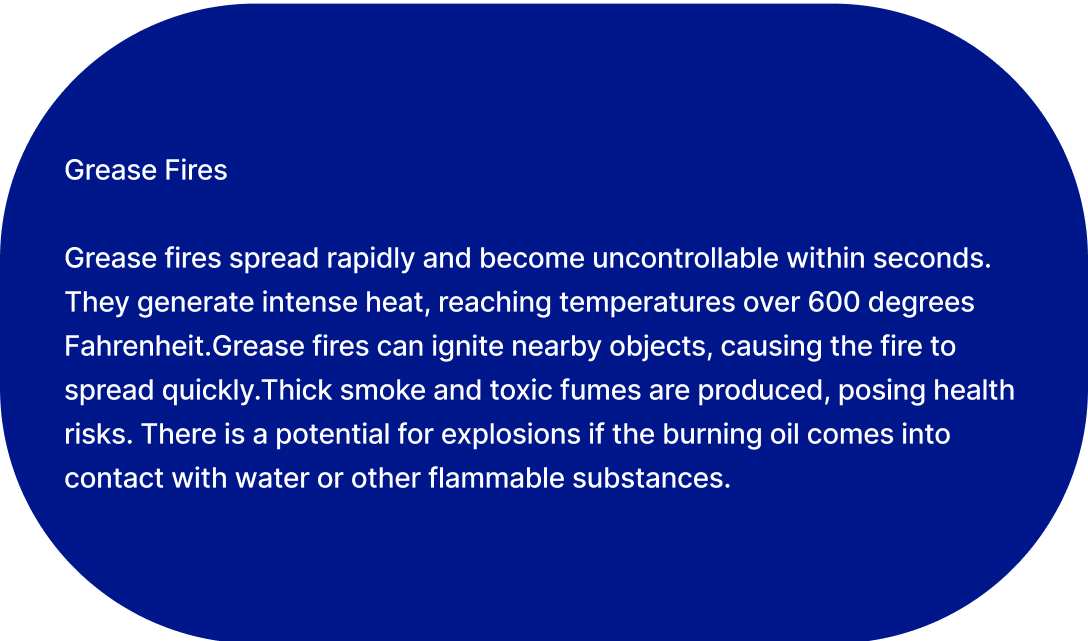 Grease Fires
Grease fires spread rapidly and become uncontrollable within seconds.
They generate intense heat, reaching temperatures over 600 degrees
Fahrenheit.Grease fires can ignite nearby objects, causing the fire to
spread quickly.Thick smoke and toxic fumes are produced, posing health
risks. There is a potential for explosions if the burning oil comes into
contact with water or other flammable substances.